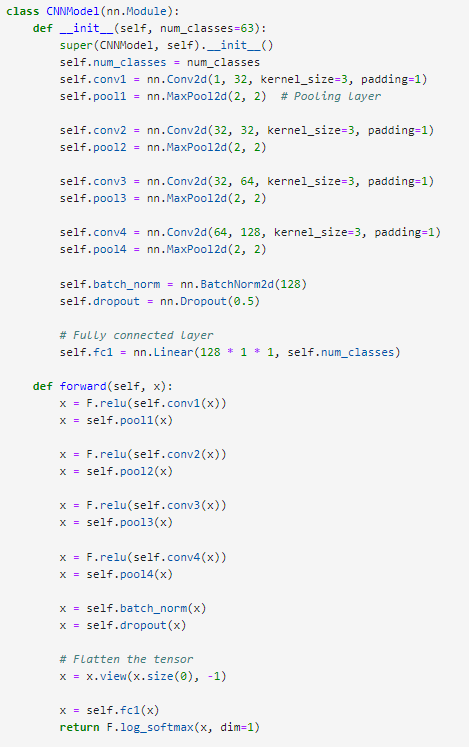 class CNNModel(nn.Module):
    def __init__(self, num_classes=63):
        super(CNNModel, self).__init__()
        self.num_classes = num_classes
        self.conv1 = nn.Conv2d(1, 32, kernel_size=3, padding=1)
        self.pool1 = nn.MaxPool2d(2, 2)  # Pooling layer

        self.conv2 = nn.Conv2d(32, 32, kernel_size=3, padding=1)
        self.pool2 = nn.MaxPool2d(2, 2)

        self.conv3 = nn.Conv2d(32, 64, kernel_size=3, padding=1)
        self.pool3 = nn.MaxPool2d(2, 2)

        self.conv4 = nn.Conv2d(64, 128, kernel_size=3, padding=1)
        self.pool4 = nn.MaxPool2d(2, 2)

        self.batch_norm = nn.BatchNorm2d(128)
        self.dropout = nn.Dropout(0.5)

        # Fully connected layer
        self.fc1 = nn.Linear(128 * 1 * 1, self.num_classes)

    def forward(self, x):
        x = F.relu(self.conv1(x))
        x = self.pool1(x)

        x = F.relu(self.conv2(x))
        x = self.pool2(x)

        x = F.relu(self.conv3(x))
        x = self.pool3(x)

        x = F.relu(self.conv4(x))
        x = self.pool4(x)

        x = self.batch_norm(x)
        x = self.dropout(x)

        # Flatten the tensor
        x = x.view(x.size(0), -1)

        x = self.fc1(x)
        return F.log_softmax(x, dim=1)